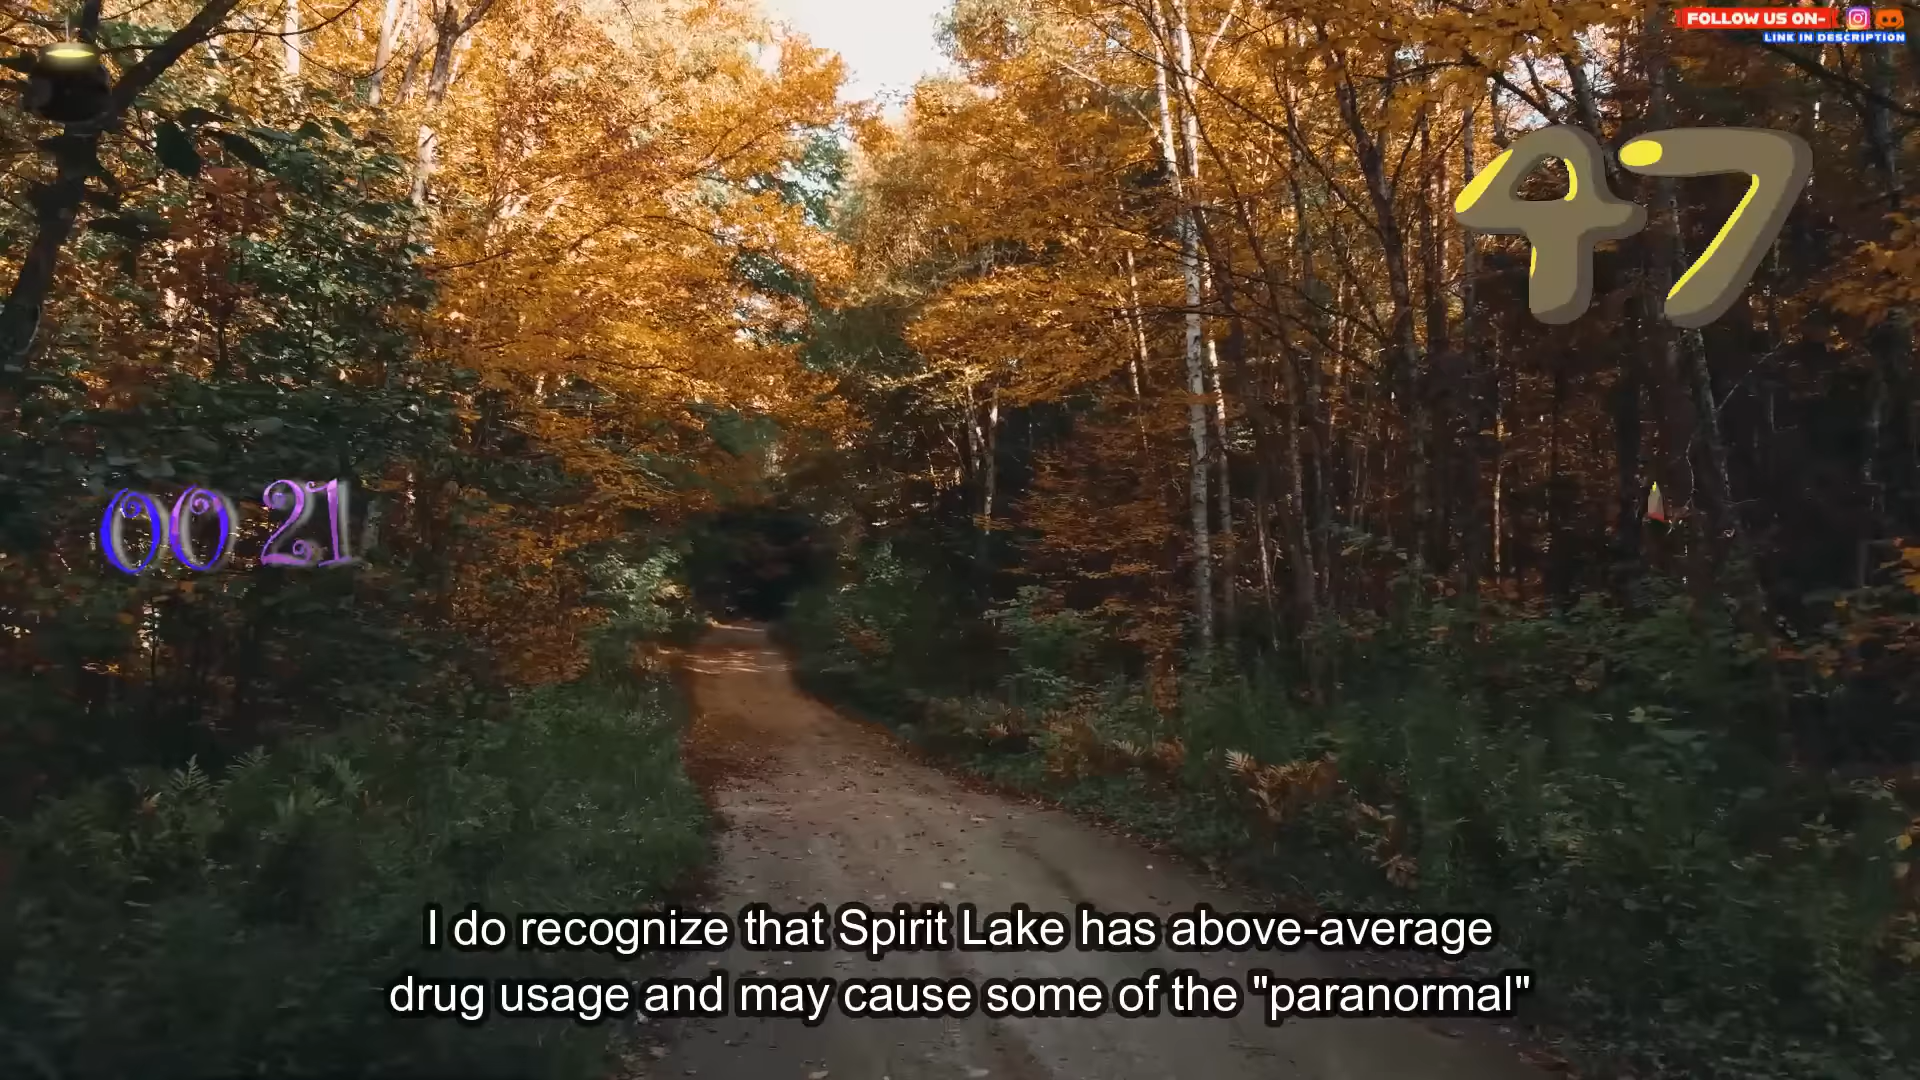 FOLLOW US ON-
LINK IN DESCRIPTION
47
00 21
I do recognize that Spirit Lake has above-average
drug usage and may cause some of the "paranormal"